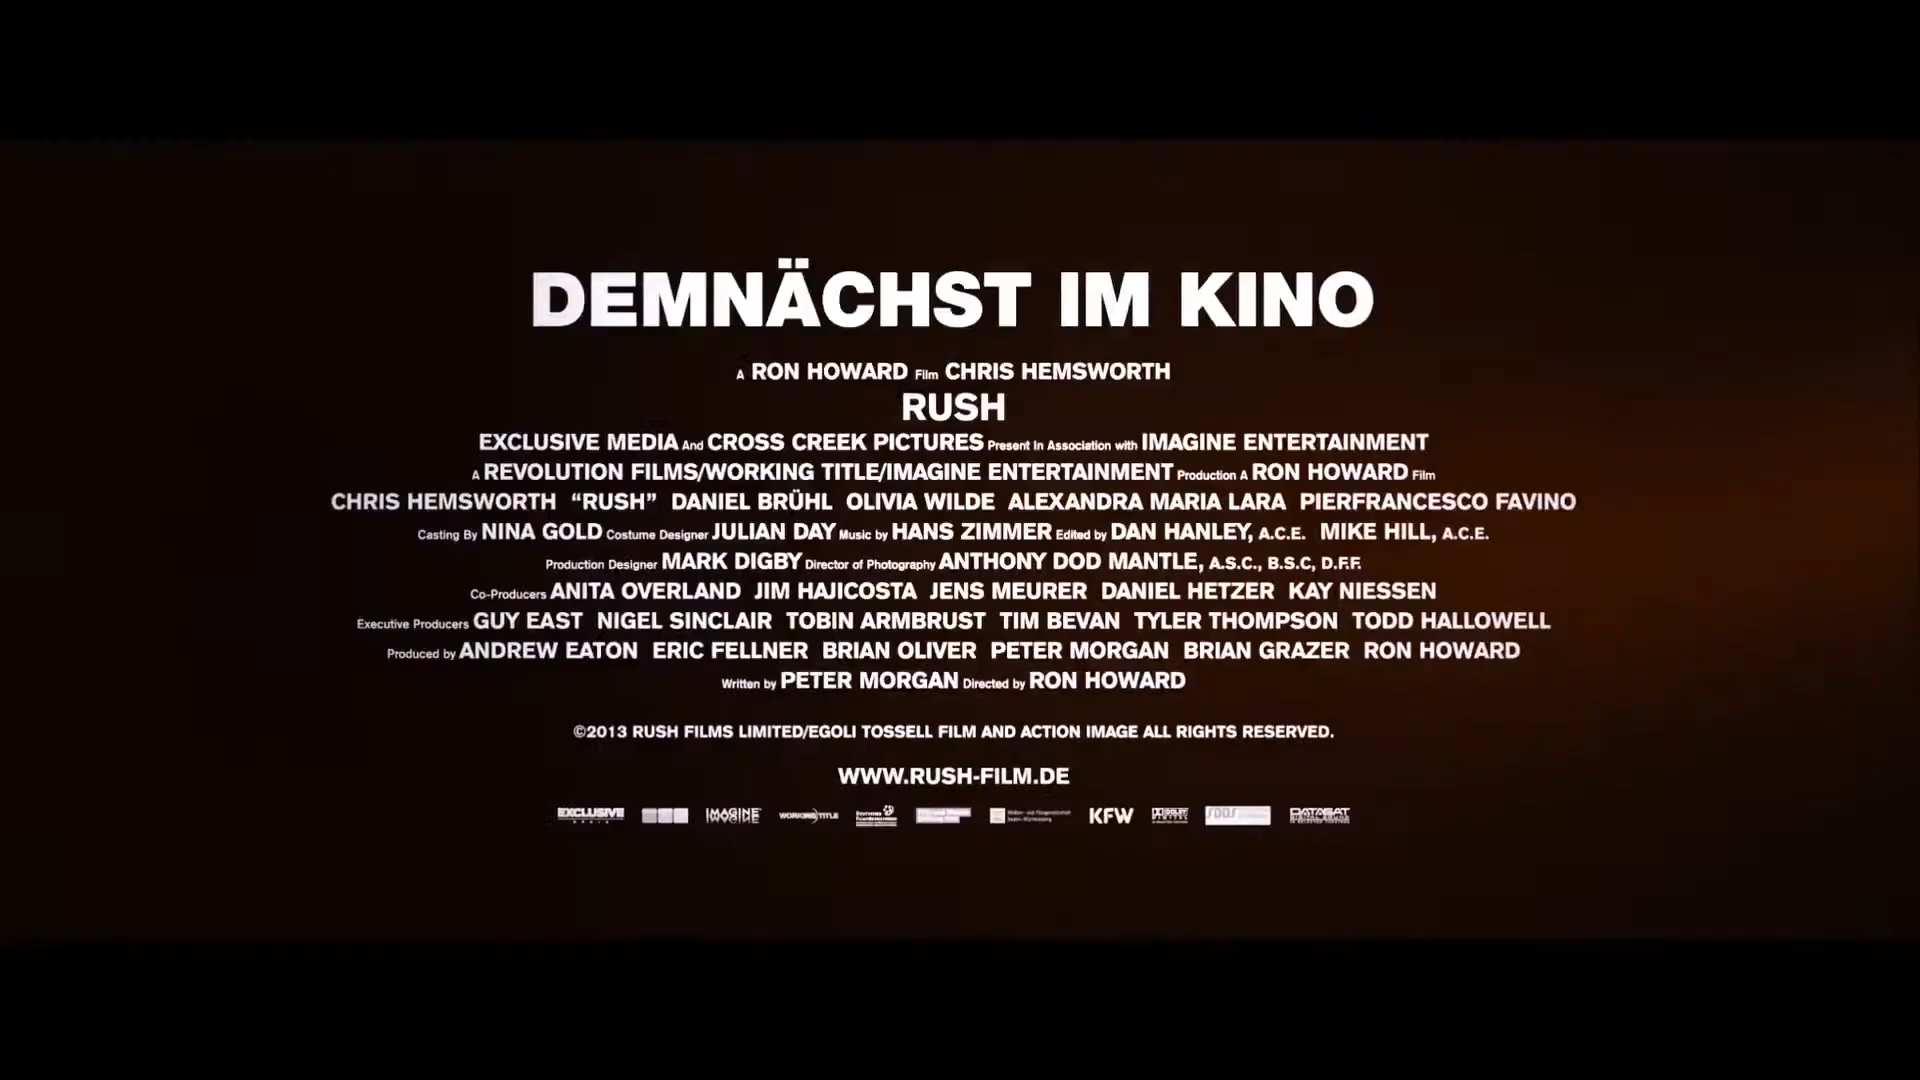 DEMNÄCHST IM KINO
A RON HOWARD Film CHRIS HEMSWORTH
RUSH
EXCLUSIVE MEDIA And CROSS CREEK PICTURES Present In Association with IMAGINE ENTERTAINMENT
A REVOLUTION FILMS/WORKING TITLE/IMAGINE ENTERTAINMENT Production A RON HOWARD Film
CHRIS HEMSWORTH “RUSH” DANIEL BRÜHL OLIVIA WILDE ALEXANDRA MARIA LARA PIERFRANCESCO FAVINO
Casting By NINA GOLD Costume Designer JULIAN DAY Music by HANS ZIMMER Edited by DAN HANLEY, A.C.E. MIKE HILL, A.C.E.
Production Designer MARK DIGBY Director of Photography ANTHONY DOD MANTLE, A.S.C., B.S.C, D.F.F.
Co-Producers ANITA OVERLAND JIM HAJICOSTA JENS MEURER DANIEL HETZER KAY NIESSEN
Executive Producers GUY EAST NIGEL SINCLAIR TOBIN ARMBRUST TIM BEVAN TYLER THOMPSON TODD HALLOWELL
Produced by ANDREW EATON ERIC FELLNER BRIAN OLIVER PETER MORGAN BRIAN GRAZER RON HOWARD
Written by PETER MORGAN Directed by RON HOWARD
©2013 RUSH FILMS LIMITED/EGOLI TOSSELL FILM AND ACTION IMAGE ALL RIGHTS RESERVED.
WWW.RUSH-FILM.DE
EXCLUSIVE MEDIA IMAGINE WORKING TITLE KFW DOLBY DIGITAL sdds DATASAT